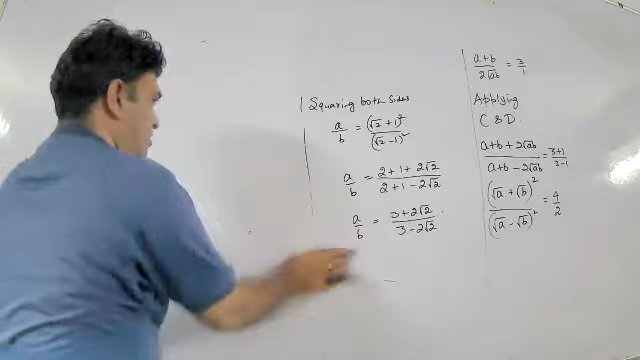 Squaring both Sides
a/b = (√2 + 1)²/(√2 - 1)²
a/b = 2+1+2√2/2+1-2√2
a/b = 3+2√2/3-2√2
a+b/2√ab = 3/1
Applying
C & D.
a+b+2√ab/a+b-2√ab = 3+1/3-1
(√a + √b)²/(√a - √b)² = 4/2